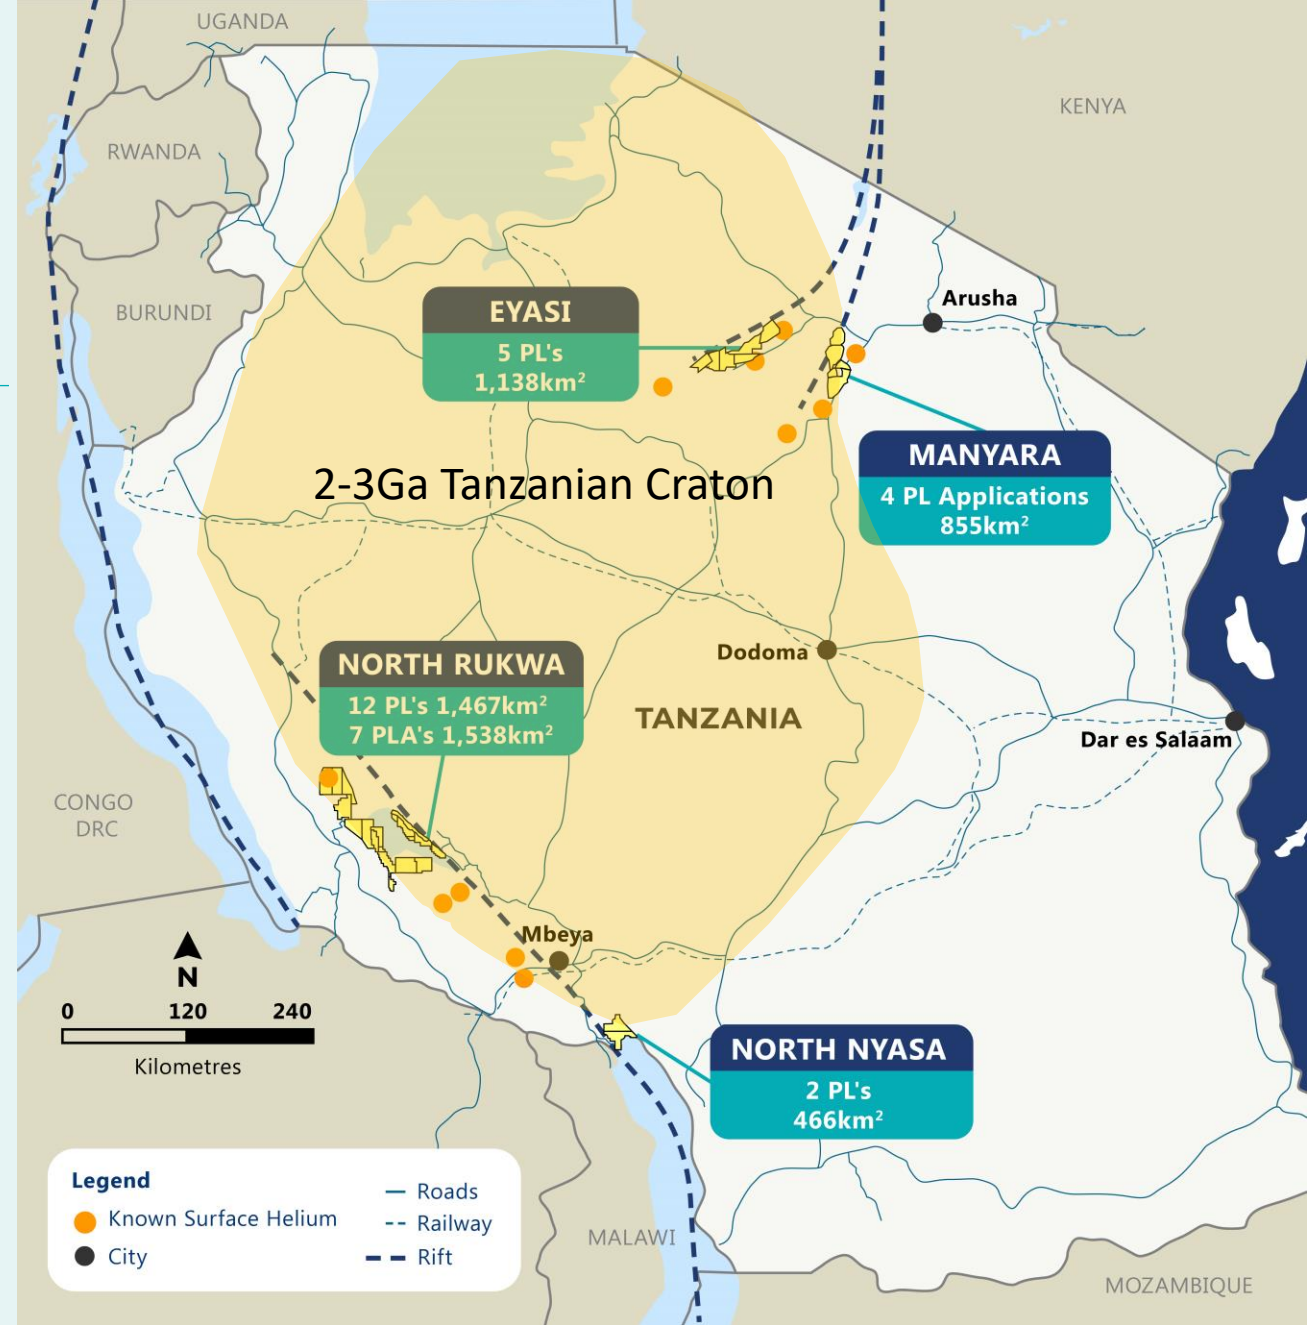 UGANDA
KENYA
RWANDA
BURUNDI
Arusha
EYASI
5 PL's
1,138km²
MANYARA
4 PL Applications
855km²
2-3Ga Tanzanian Craton
NORTH RUKWA
12 PL's 1,467km²
7 PLA's 1,538km²
Dodoma
TANZANIA
Dar es Salaam
CONGO
DRC
Mbeya
N
0 120 240
Kilometres
NORTH NYASA
2 PL's
466km²
Legend
Known Surface Helium
City
Roads
Railway
Rift
MALAWI
MOZAMBIQUE